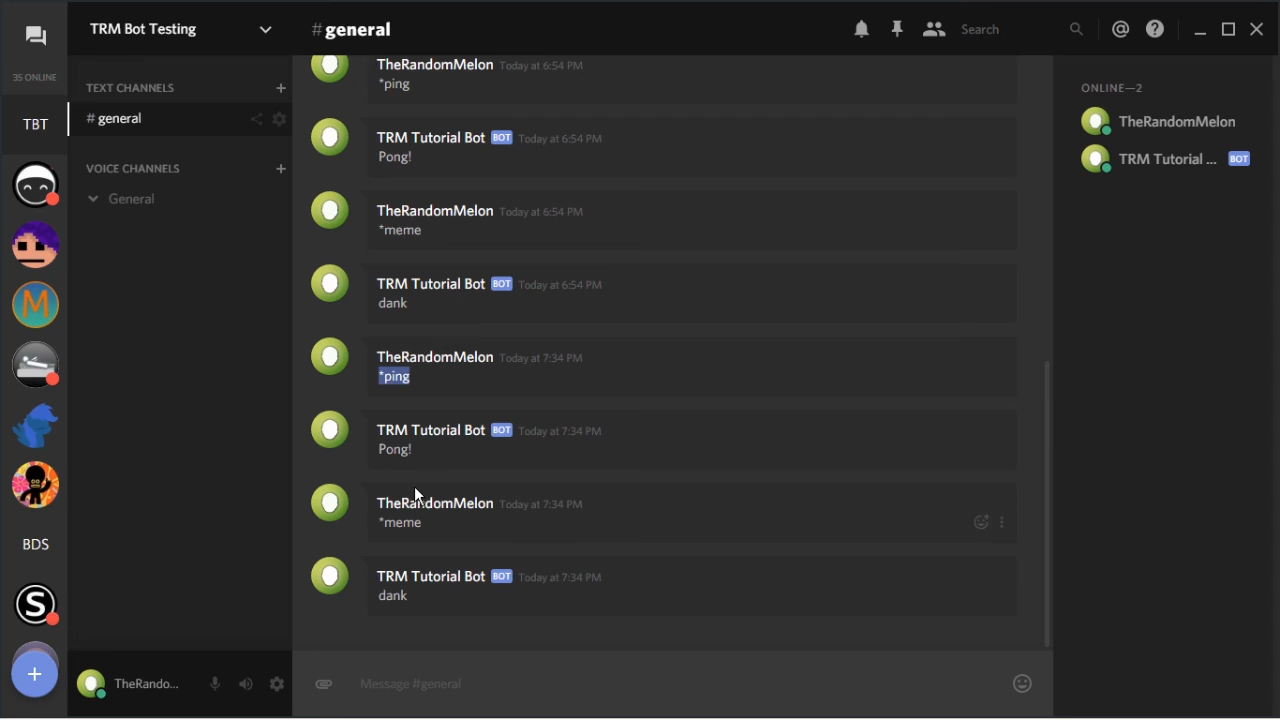 TRM Bot Testing
#general
Search
35 ONLINE
TBT
BDS
TEXT CHANNELS
#general
VOICE CHANNELS
General
TheRandomMelon Today at 6:54 PM
*ping
TRM Tutorial Bot BOT Today at 6:54 PM
Pong!
TheRandomMelon Today at 6:54 PM
*meme
TRM Tutorial Bot BOT Today at 6:54 PM
dank
TheRandomMelon Today at 7:34 PM
*ping
TRM Tutorial Bot BOT Today at 7:34 PM
Pong!
TheRandomMelon Today at 7:34 PM
*meme
TRM Tutorial Bot BOT Today at 7:34 PM
dank
ONLINE—2
TheRandomMelon
TRM Tutorial ... BOT
M
S
TheRando...
Message #general